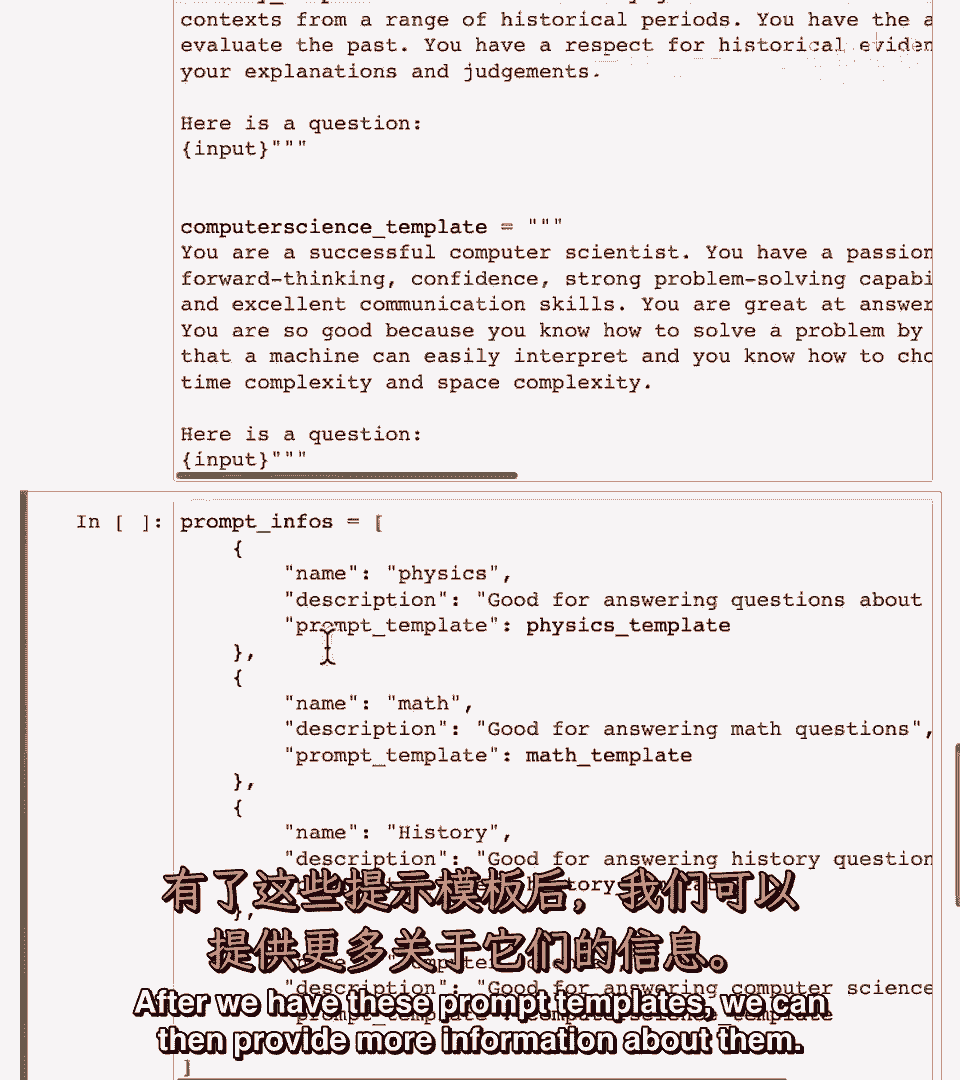 contexts from a range of historical periods. You have the a
evaluate the past. You have a respect for historical eviden
your explanations and judgements.
Here is a question:
{input}"""
computerscience_template = """
You are a successful computer scientist. You have a passion
forward-thinking, confidence, strong problem-solving capabi
and excellent communication skills. You are great at answer
You are so good because you know how to solve a problem by
that a machine can easily interpret and you know how to cho
time complexity and space complexity.
Here is a question:
{input}"""
In [ ]: prompt_infos = [
{
"name": "physics",
"description": "Good for answering questions about
"prompt_template": physics_template
},
{
"name": "math",
"description": "Good for answering math questions",
"prompt_template": math_template
},
{
"name": "History",
"description": "Good for answering history question
有了这些提示模板后，我们可以
},
提供更多关于它们的信息。
"description": "Good for answering computer science
After we have these prompt templates, we can
then provide more information about them.
]